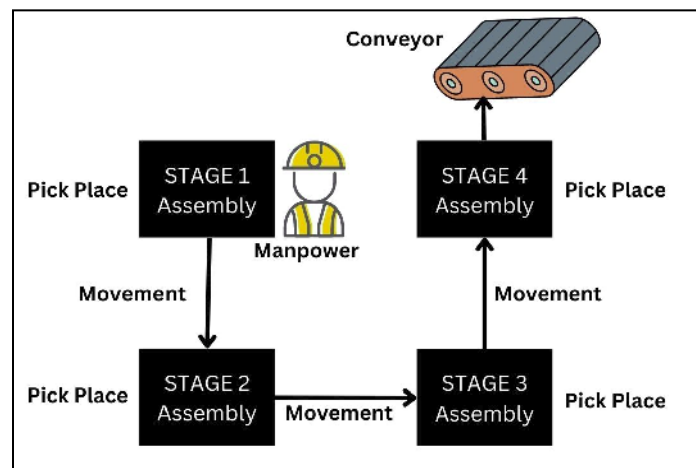 Conveyor
Pick Place
STAGE 1
Assembly
Manpower
STAGE 4
Assembly
Pick Place
Movement
Movement
Pick Place
STAGE 2
Assembly
Movement
STAGE 3
Assembly
Pick Place